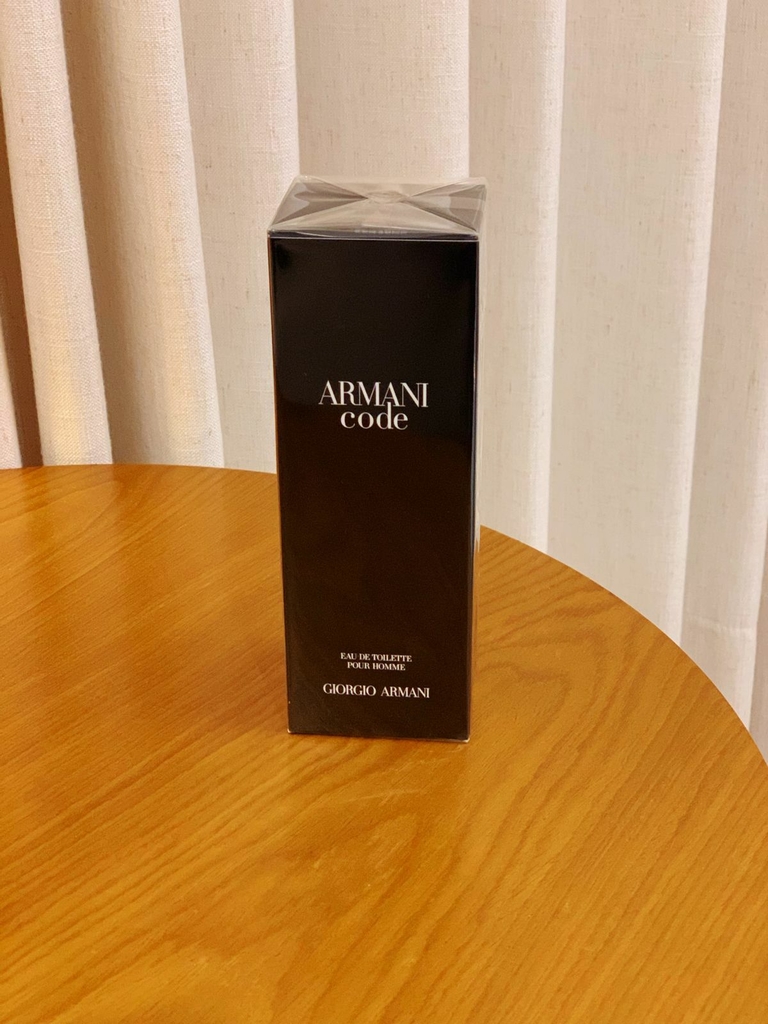 ARMANI
code
EAU DE TOILETTE
POUR HOMME
GIORGIO ARMANI